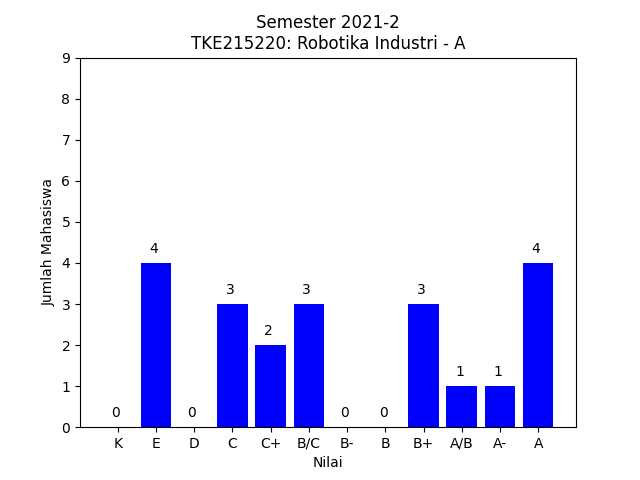 Semester 2021-2
TKE215220: Robotika Industri - A
Jumlah Mahasiswa
9
8
7
6
5
4
3
2
1
0
0 4 0 3 2 3 0 0 3 1 1 4
K E D C C+ B/C B- B B+ A/B A- A
Nilai